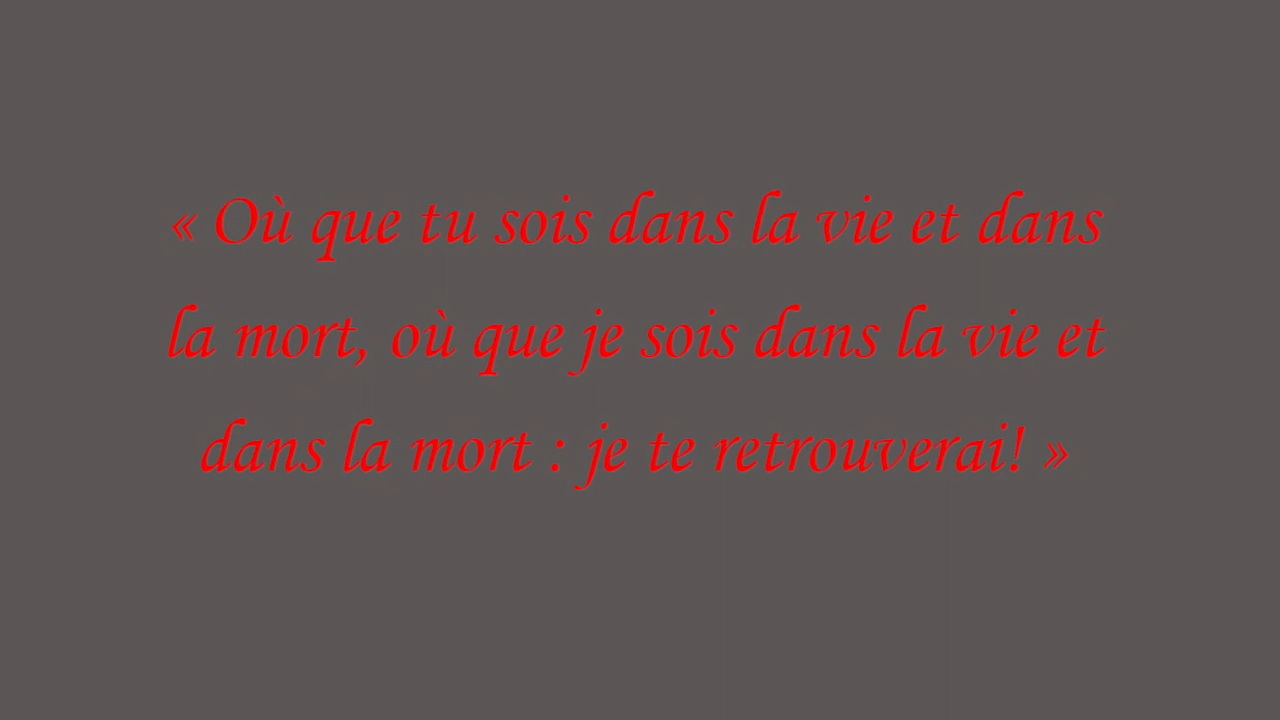 « Où que tu sois dans la vie et dans
la mort, où que je sois dans la vie et
dans la mort : je te retrouverai! »